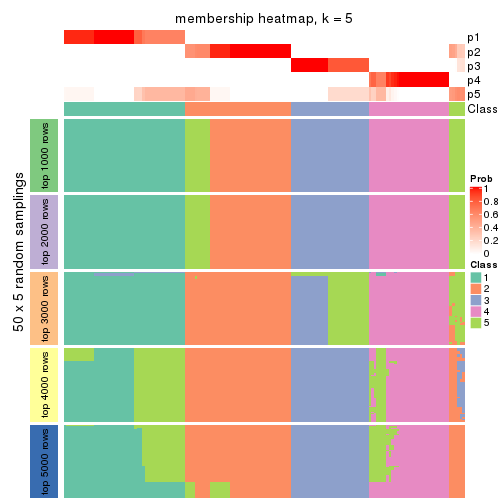 membership heatmap, k = 5
p1
p2
p3
p4
p5
Class
50 x 5 random samplings
top 1000 rows
top 2000 rows
top 3000 rows
top 4000 rows
top 5000 rows
Prob
1
0.8
0.6
0.4
0.2
0
Class
1
2
3
4
5